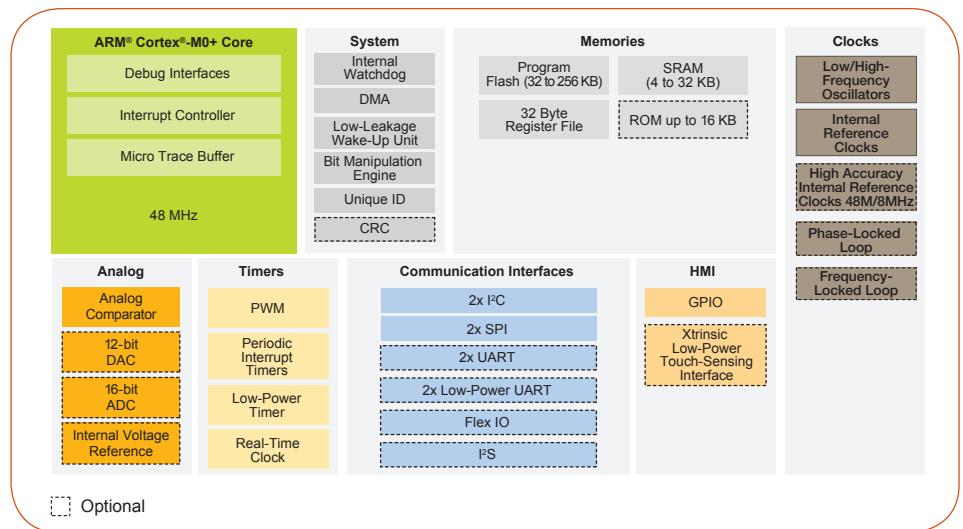 ARM® Cortex®-M0+ Core
Debug Interfaces
Interrupt Controller
Micro Trace Buffer
48 MHz
System
Internal
Watchdog
DMA
Low-Leakage
Wake-Up Unit
Bit Manipulation
Engine
Unique ID
CRC
Memories
Program
Flash (32 to 256 KB)
SRAM
(4 to 32 KB)
32 Byte
Register File
ROM up to 16 KB
Clocks
Low/High-
Frequency
Oscillators
Internal
Reference
Clocks
High Accuracy
Internal Reference
Clocks 48M/8MHz
Phase-Locked
Loop
Frequency-
Locked Loop
Analog
Analog
Comparator
12-bit
DAC
16-bit
ADC
Internal Voltage
Reference
Timers
PWM
Periodic
Interrupt
Timers
Low-Power
Timer
Real-Time
Clock
Communication Interfaces
2x I²C
2x SPI
2x UART
2x Low-Power UART
Flex IO
I²S
HMI
GPIO
Xtrinsic
Low-Power
Touch-Sensing
Interface
Optional